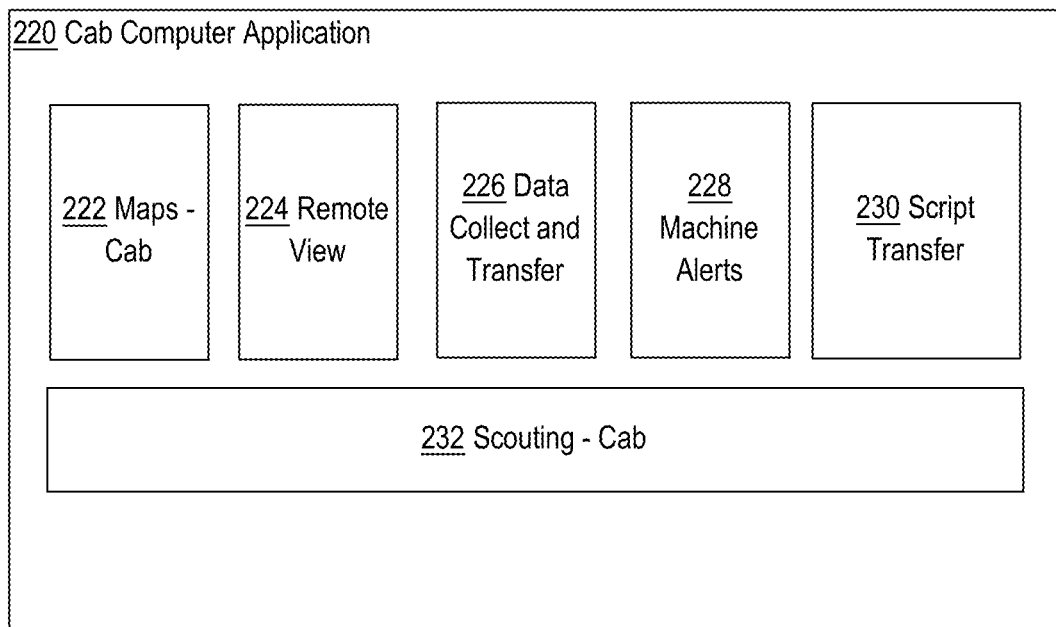 220 Cab Computer Application
222 Maps -
Cab
224 Remote
View
226 Data
Collect and
Transfer
228
Machine
Alerts
230 Script
Transfer
232 Scouting - Cab